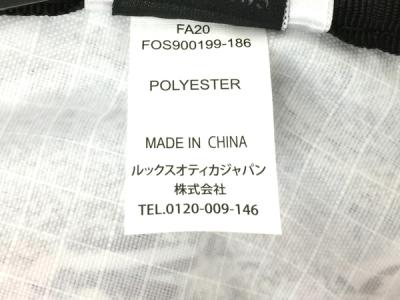 FA20
FOS900199-186
POLYESTER
MADE IN CHINA
ルックスオティカジャパン
株式会社
TEL.0120-009-146